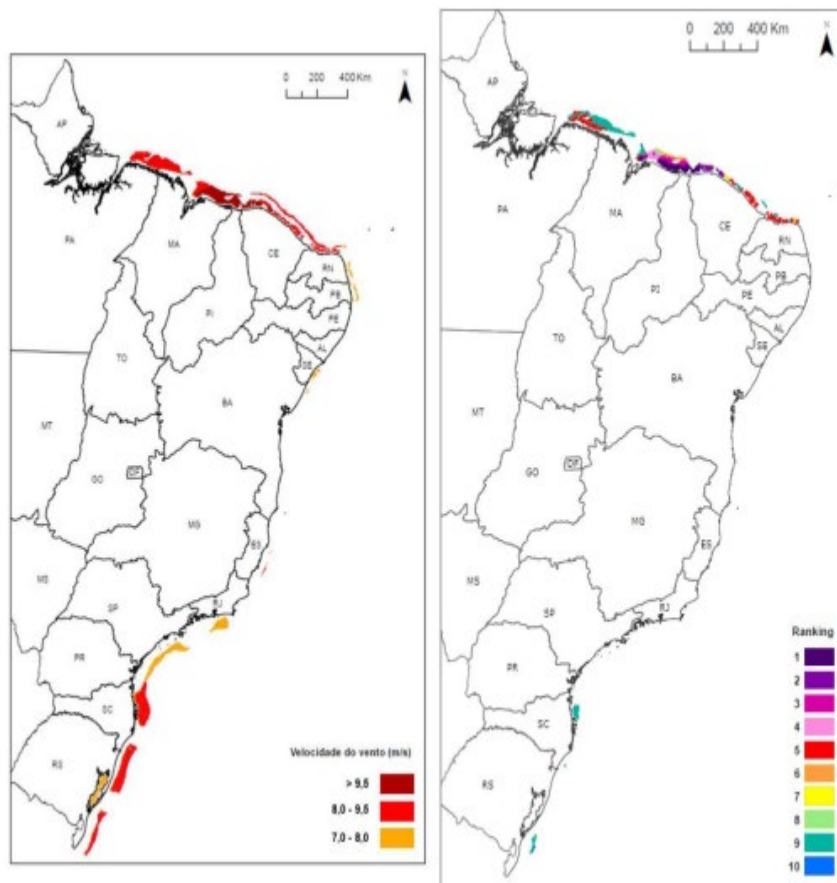 0 200 400 Km
N
AP
PA
MA
CE
RN
PB
PE
AL
SE
PI
TO
BA
MT
GO
DF
MG
ES
MS
SP
RJ
PR
SC
RS
Velocidade do vento (m/s)
> 9,5
8,0 - 9,5
7,0 - 8,0
0 200 400 Km
N
AP
PA
MA
CE
RN
PB
PE
AL
SE
PI
TO
BA
MT
GO
DF
MG
ES
MS
SP
RJ
PR
SC
RS
Ranking
1
2
3
4
5
6
7
8
9
10